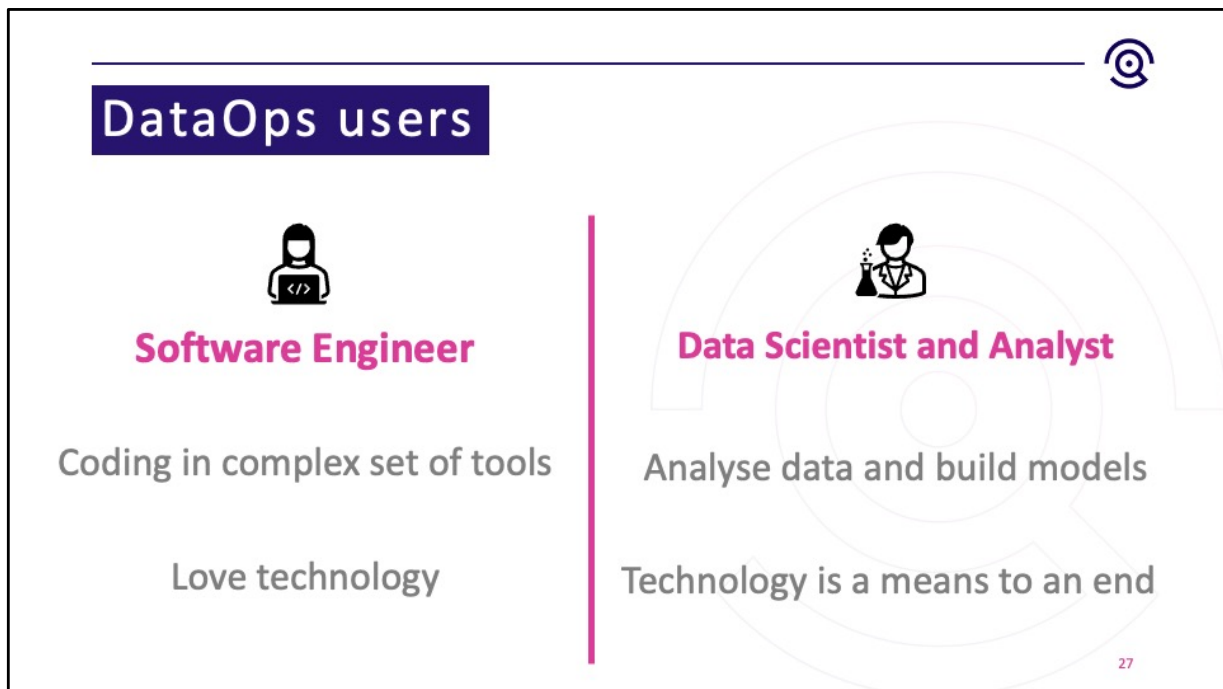 DataOps users
</>
Software Engineer
Coding in complex set of tools
Love technology
Data Scientist and Analyst
Analyse data and build models
Technology is a means to an end
27